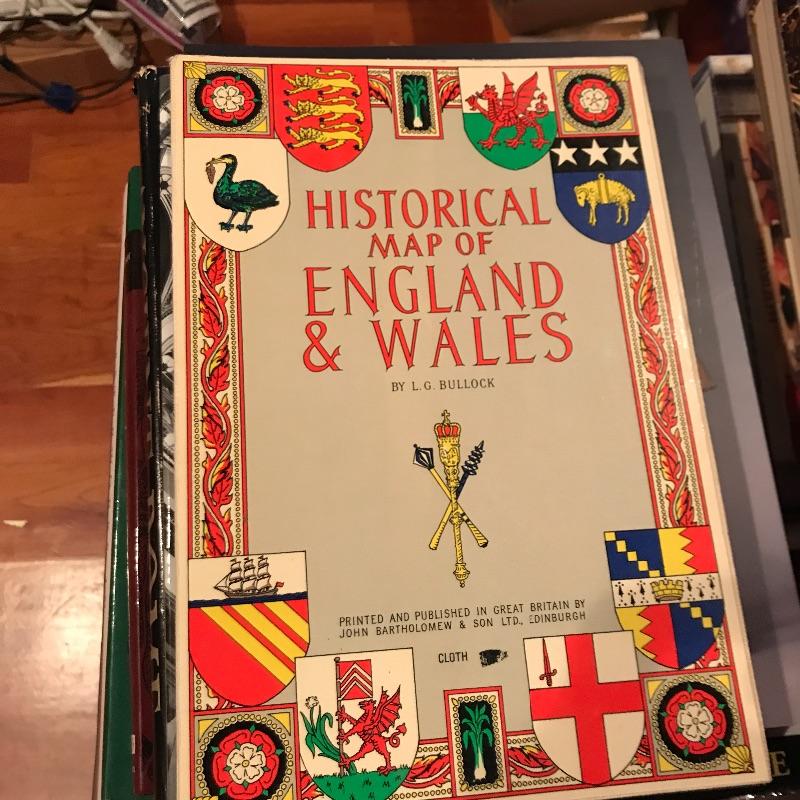 HISTORICAL
MAP OF
ENGLAND
& WALES
BY L. G. BULLOCK
PRINTED AND PUBLISHED IN GREAT BRITAIN BY
JOHN BARTHOLOMEW & SON LTD., EDINBURGH
CLOTH